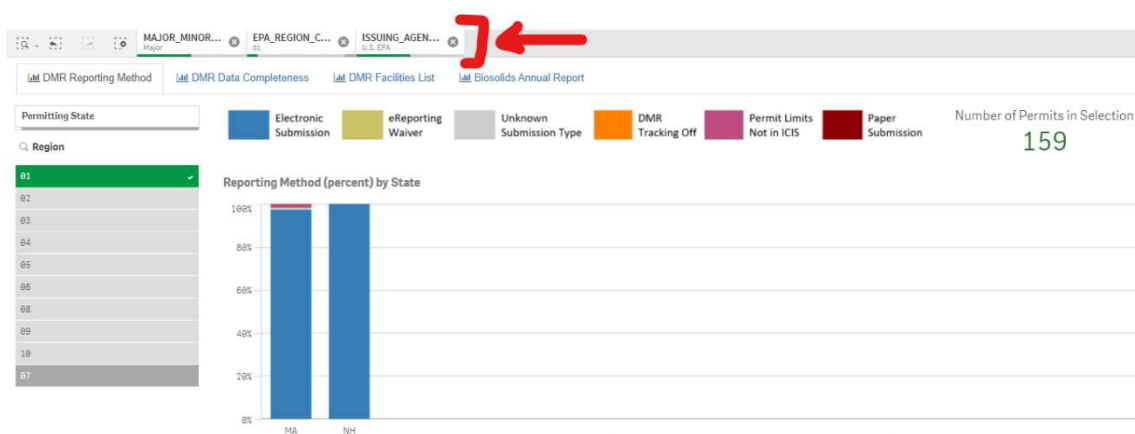 MAJOR_MINOR... EPA_REGION_C... ISSUING_AGEN...
Major 01 U.S. EPA
DMR Reporting Method DMR Data Completeness DMR Facilities List Biosolids Annual Report
Permitting State
Electronic Submission
eReporting Waiver
Unknown Submission Type
DMR Tracking Off
Permit Limits Not in ICIS
Paper Submission
Number of Permits in Selection
159
Region
01
02
03
04
05
06
08
09
10
07
Reporting Method (percent) by State
100%
80%
60%
40%
20%
0%
MA NH